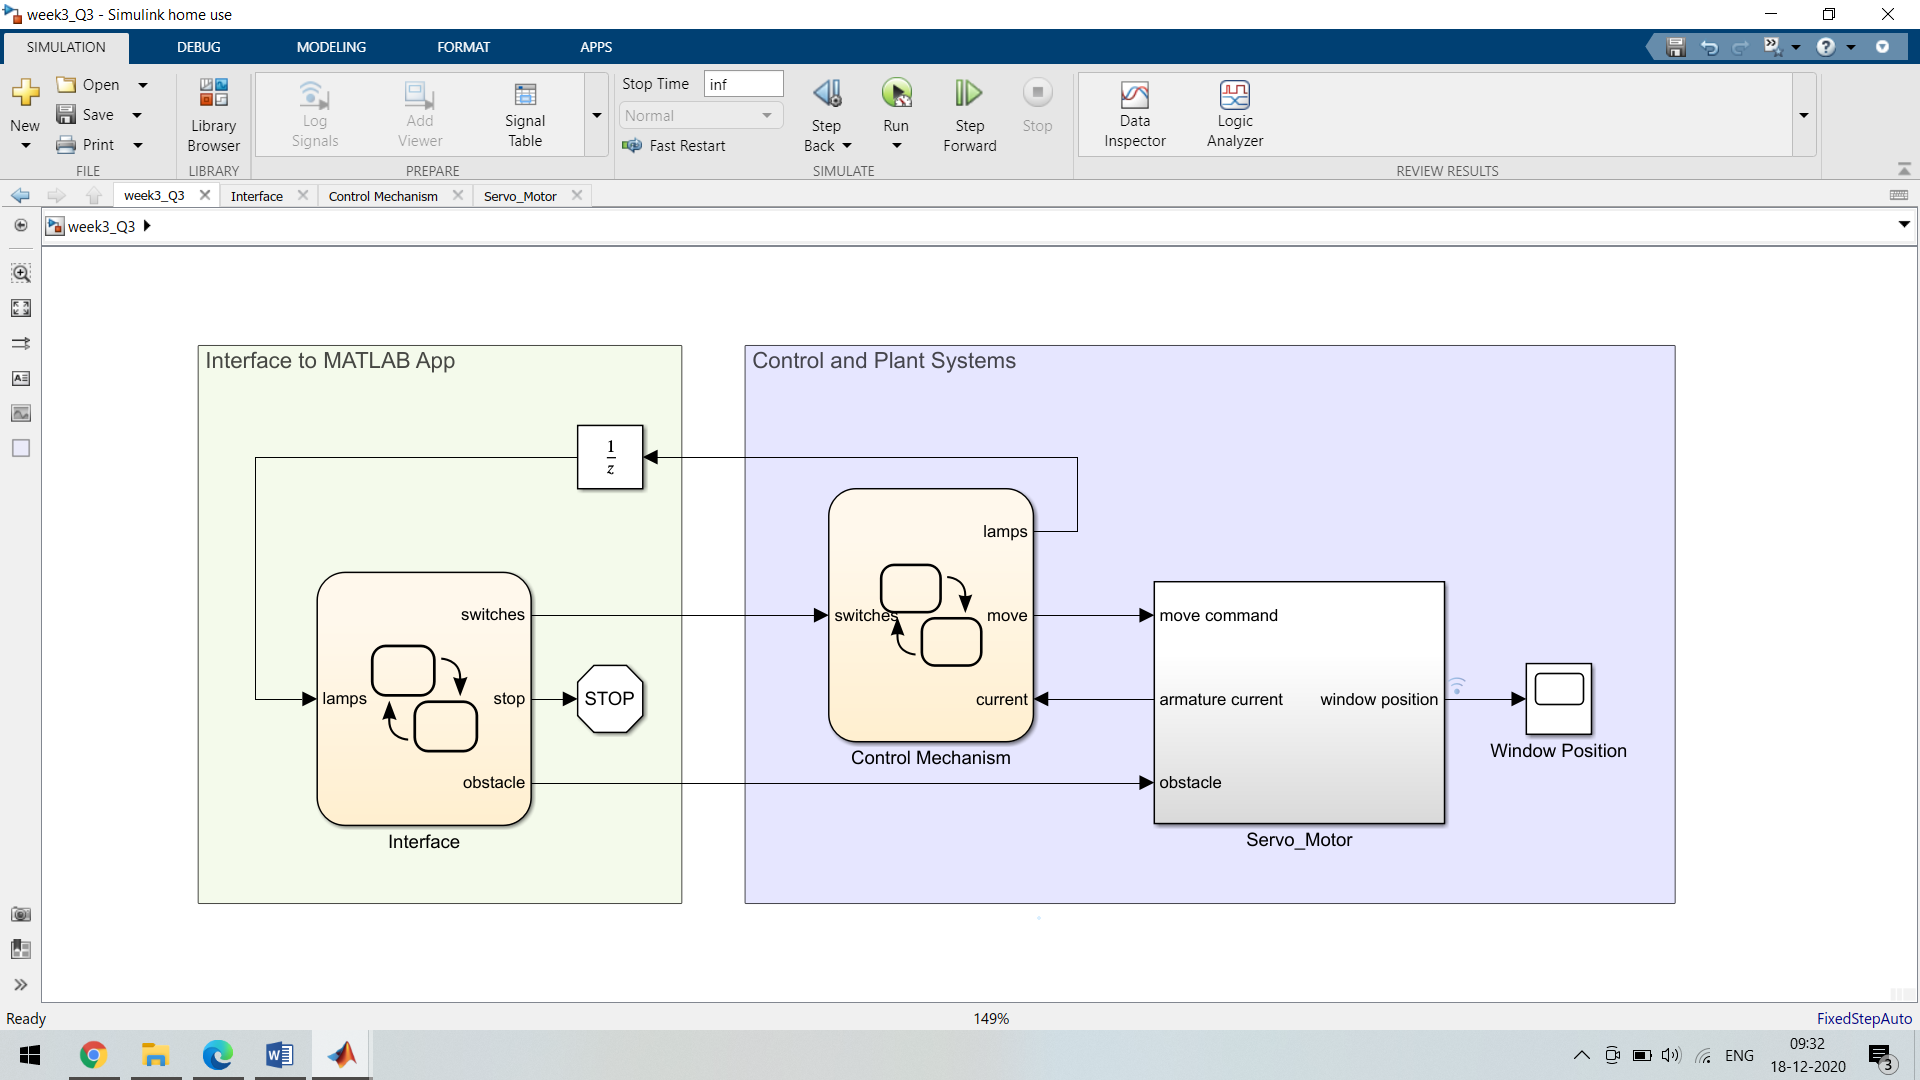 week3_Q3 - Simulink home use
SIMULATION
DEBUG
MODELING
FORMAT
APPS
New
Open
Save
Print
FILE
Library
Browser
LIBRARY
Log
Signals
Add
Viewer
Signal
Table
PREPARE
Stop Time
inf
Normal
Fast Restart
Step
Back
Run
Step
Forward
Stop
SIMULATE
Data
Inspector
Logic
Analyzer
REVIEW RESULTS
week3_Q3
Interface
Control Mechanism
Servo_Motor
week3_Q3
Interface to MATLAB App
Control and Plant Systems
1
z
lamps
switches
stop
obstacle
Interface
STOP
lamps
switches
move
current
Control Mechanism
move command
armature current
window position
obstacle
Servo_Motor
Window Position
Ready
149%
FixedStepAuto
ENG
09:32
18-12-2020
3